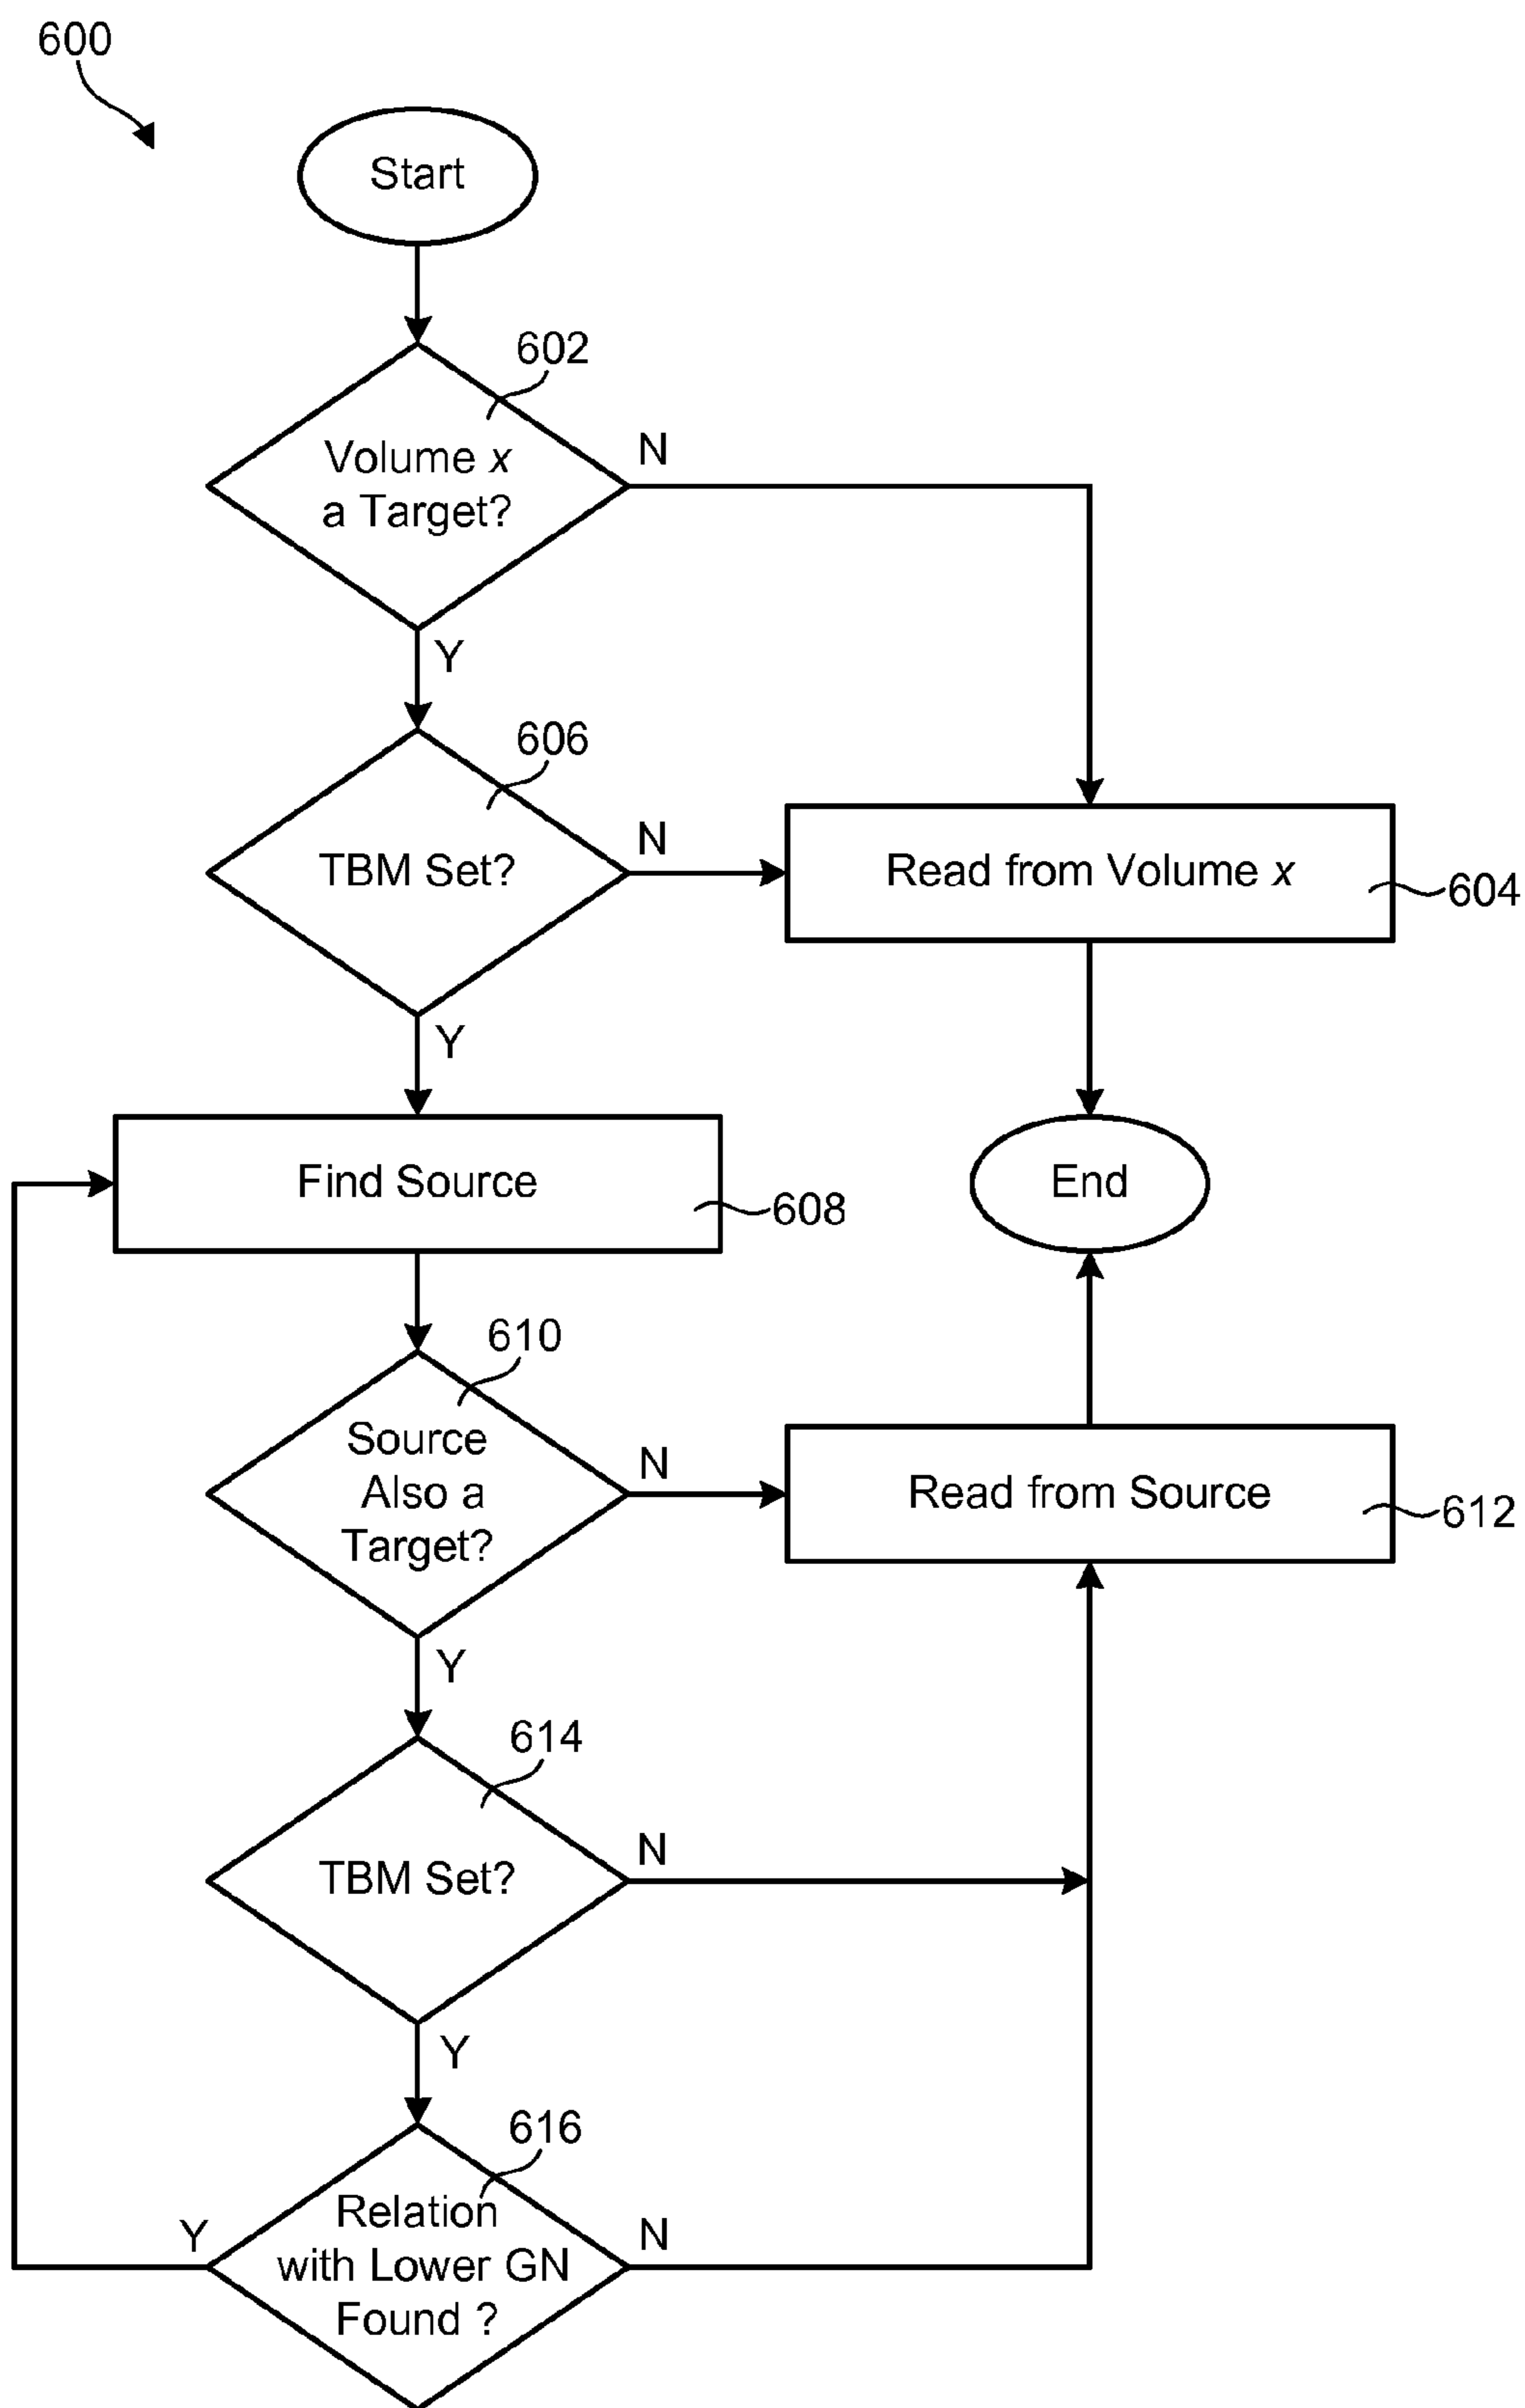 600
Start
602
Volume x
a Target?
N
Y
606
TBM Set?
N
Read from Volume x
604
Y
Find Source
608
End
610
Source
Also a
Target?
N
Read from Source
612
Y
614
TBM Set?
N
Y
616
Relation
with Lower GN
Found ?
Y
N